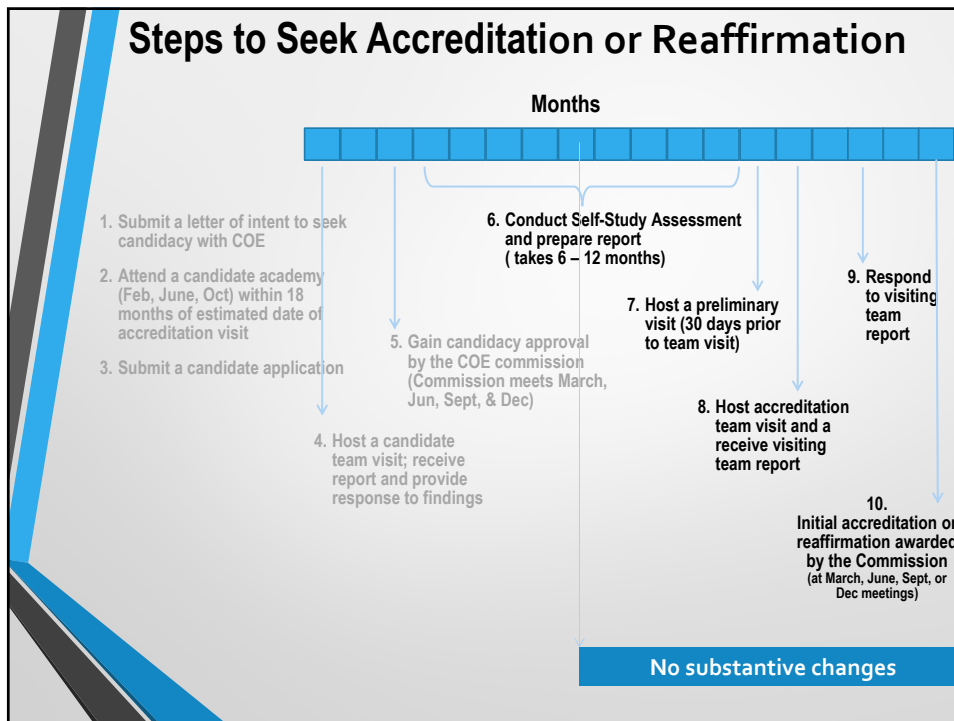 Steps to Seek Accreditation or Reaffirmation
Months
1. Submit a letter of intent to seek
candidacy with COE
2. Attend a candidate academy
(Feb, June, Oct) within 18
months of estimated date of
accreditation visit
3. Submit a candidate application
4. Host a candidate
team visit; receive
report and provide
response to findings
5. Gain candidacy approval
by the COE commission
(Commission meets March,
Jun, Sept, & Dec)
6. Conduct Self-Study Assessment
and prepare report
( takes 6 – 12 months)
7. Host a preliminary
visit (30 days prior
to team visit)
8. Host accreditation
team visit and a
receive visiting
team report
9. Respond
to visiting
team
report
10.
Initial accreditation or
reaffirmation awarded
by the Commission
(at March, June, Sept, or
Dec meetings)
No substantive changes